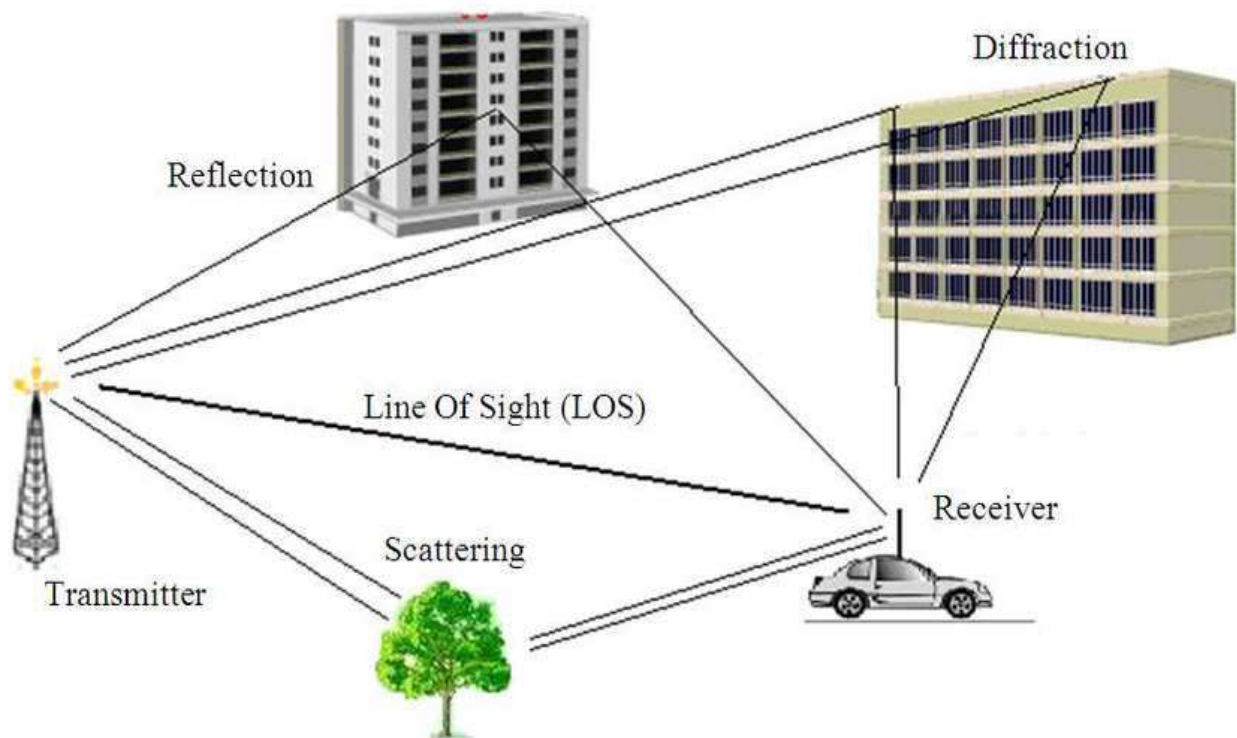 Diffraction
Reflection
Line Of Sight (LOS)
Receiver
Scattering
Transmitter